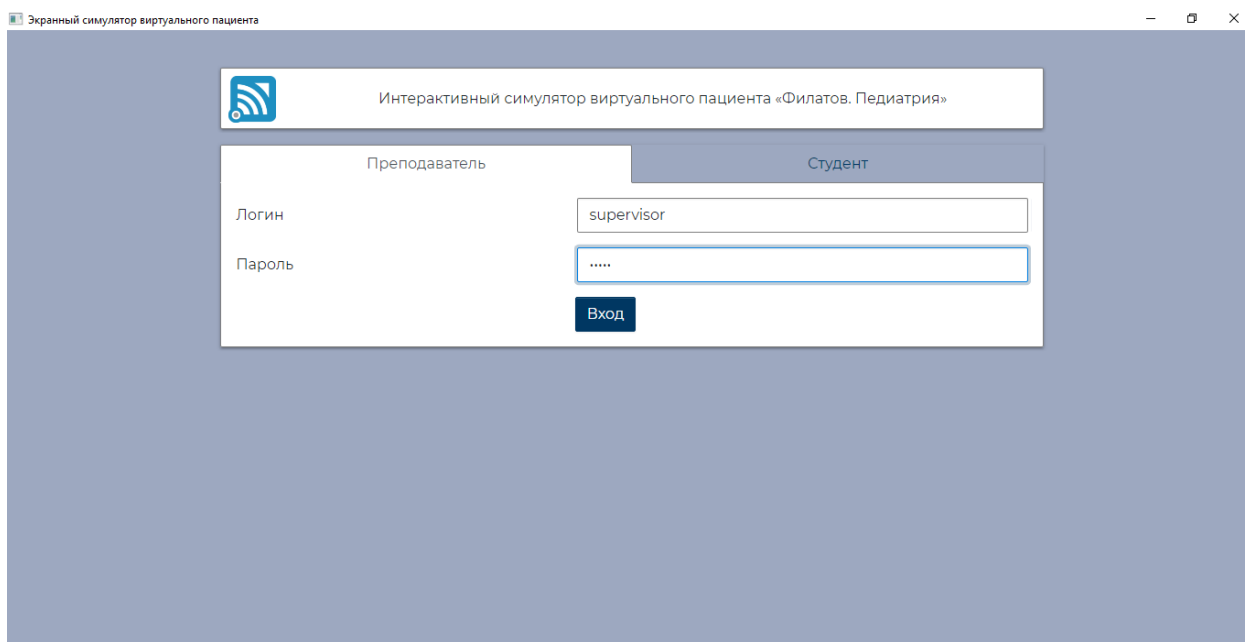 Экранный симулятор виртуального пациента
Интерактивный симулятор виртуального пациента «Филатов. Педиатрия»
Преподаватель
Студент
Логин
supervisor
Пароль
•••••
Вход